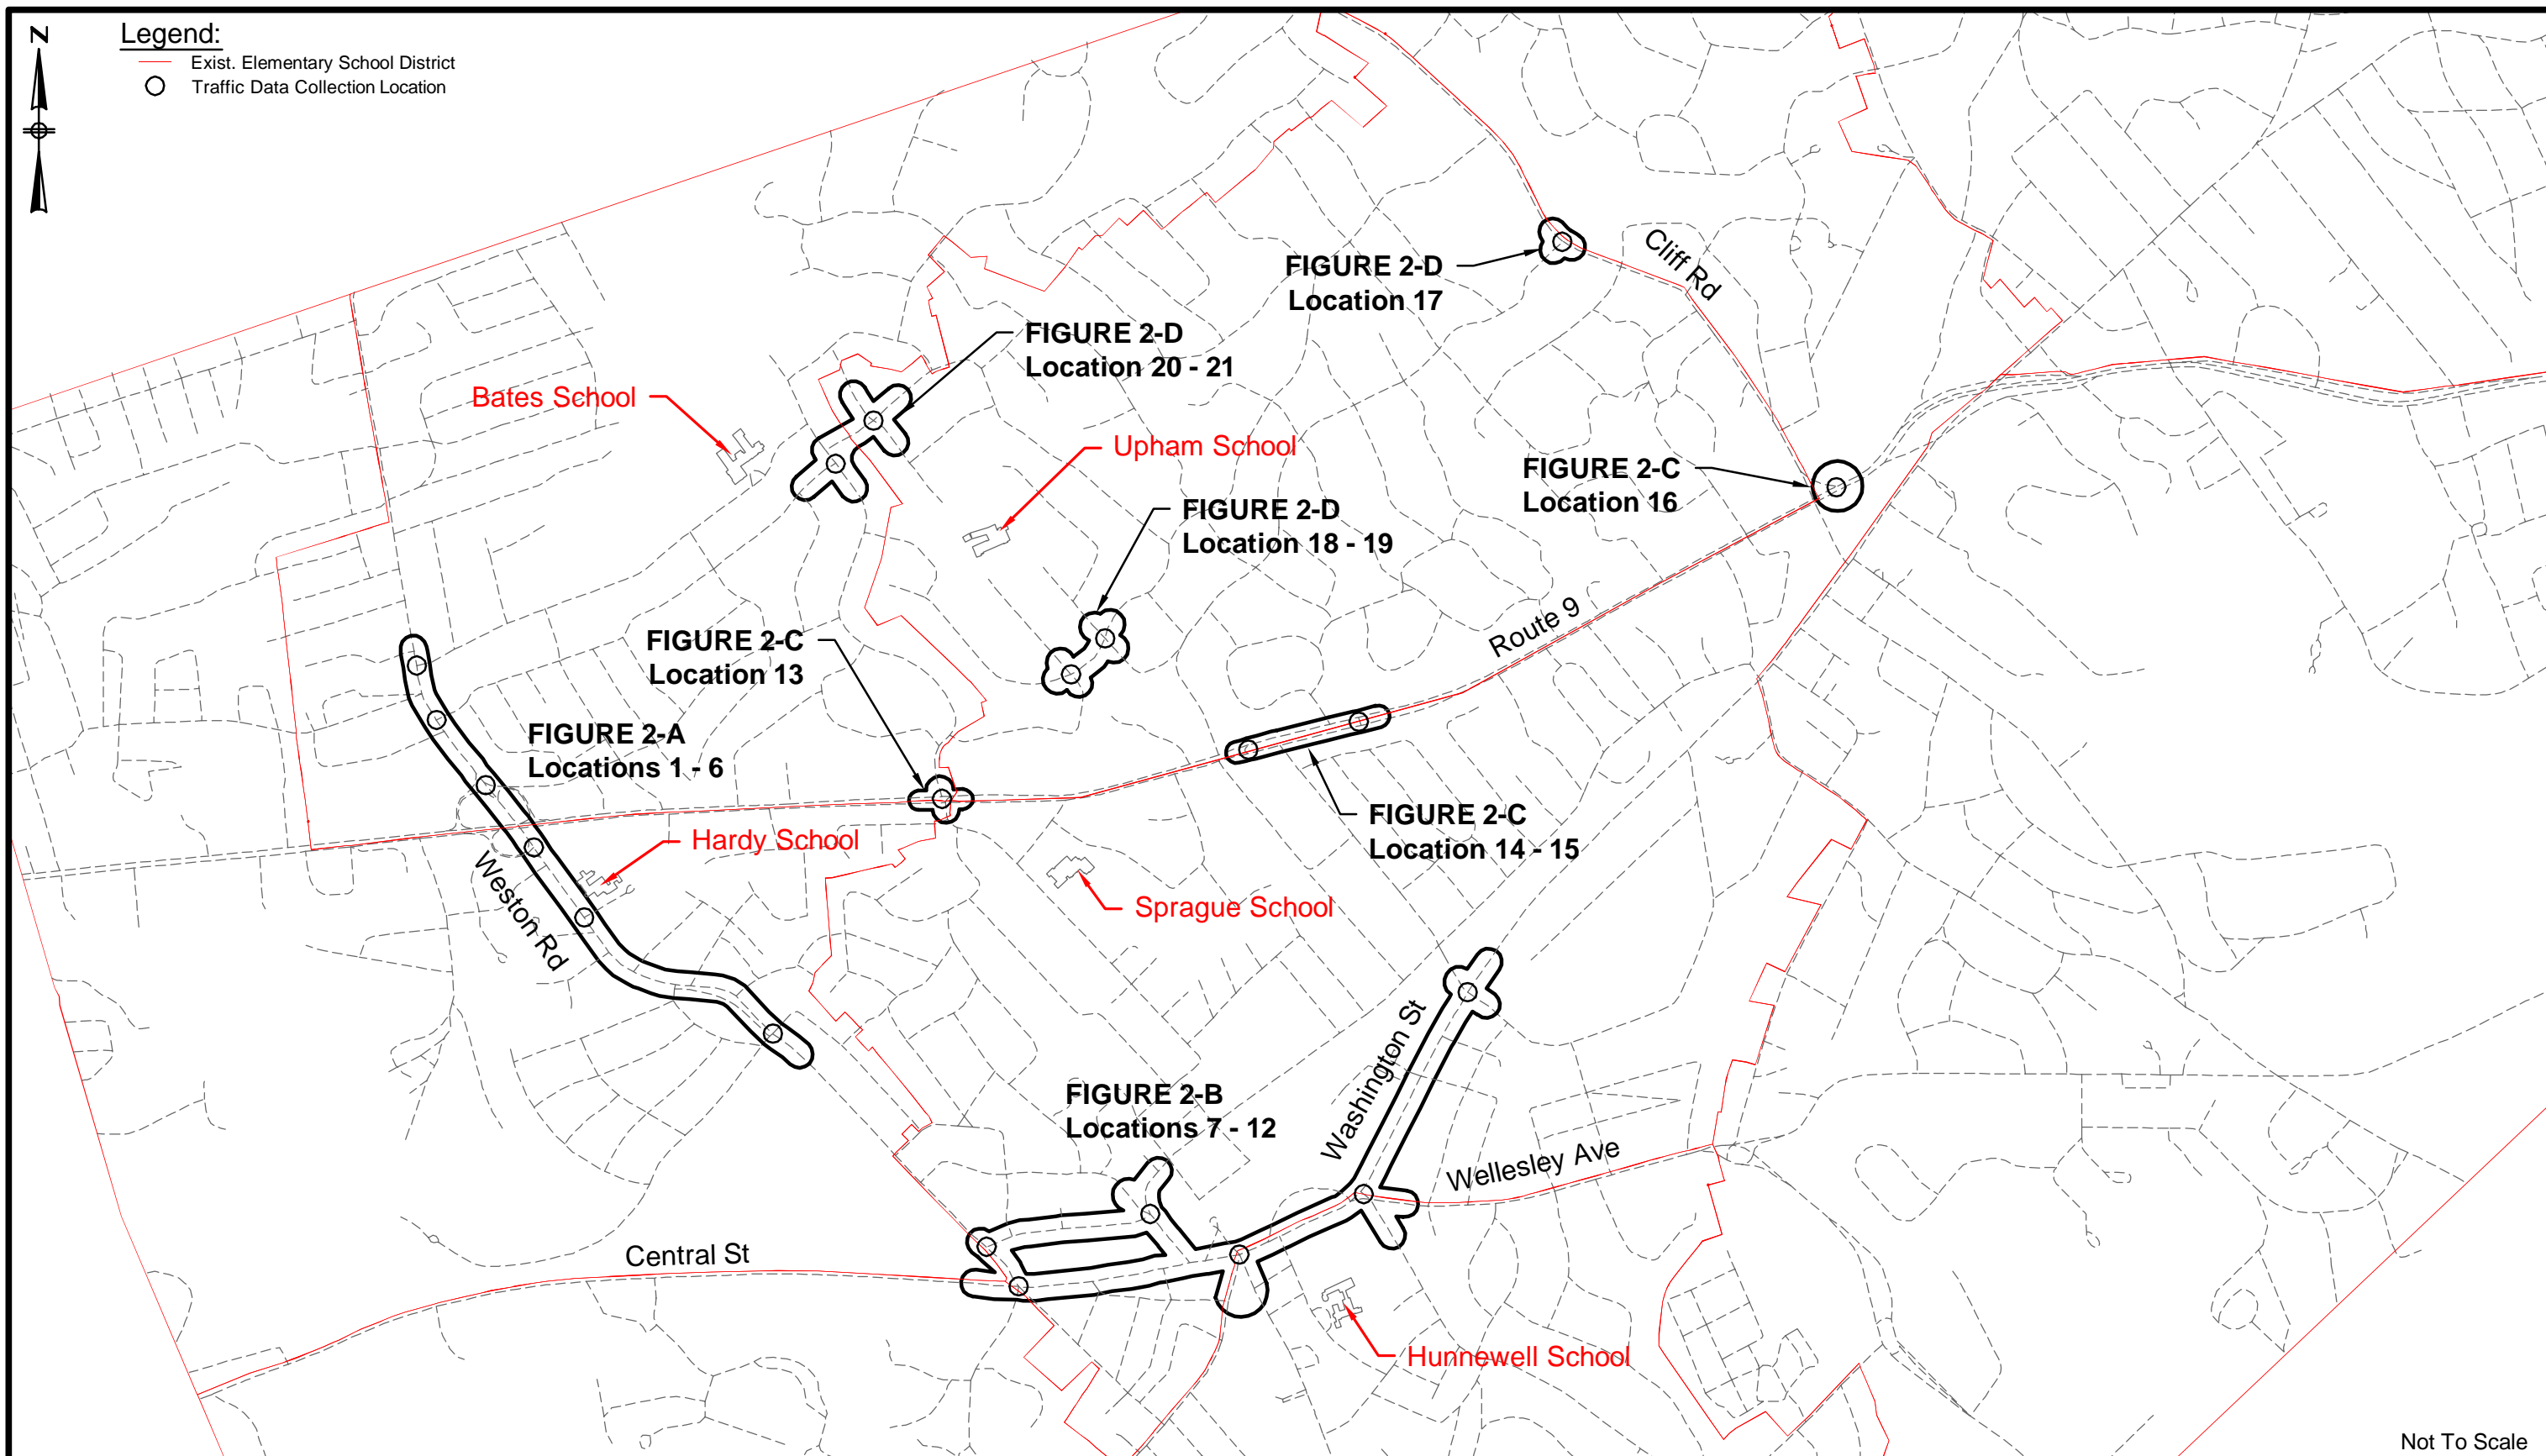 N
Legend:
Exist. Elementary School District
Traffic Data Collection Location
FIGURE 2-D
Location 17
Cliff Rd
FIGURE 2-D
Location 20 - 21
Bates School
Upham School
FIGURE 2-C
Location 16
FIGURE 2-D
Location 18 - 19
Route 9
FIGURE 2-C
Location 13
FIGURE 2-A
Locations 1 - 6
FIGURE 2-C
Location 14 - 15
Hardy School
Weston Rd
Sprague School
Washington St
FIGURE 2-B
Locations 7 - 12
Wellesley Ave
Central St
Hunnewell School
Not To Scale